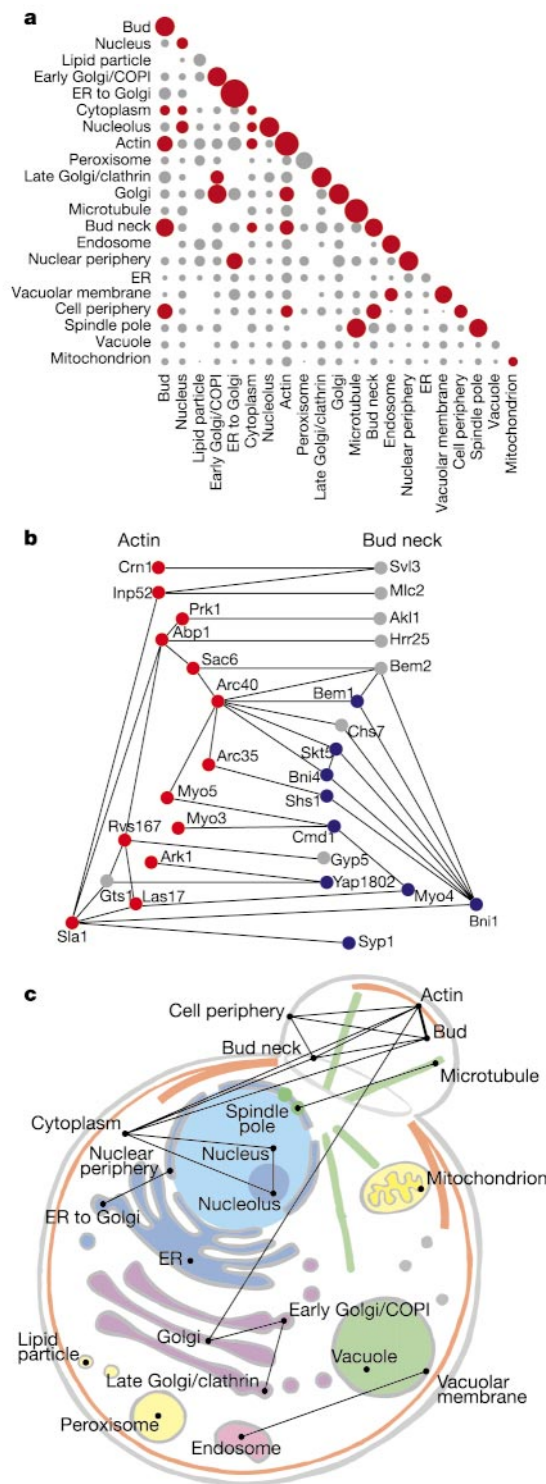 a
Bud
Nucleus
Lipid particle
Early Golgi/COPI
ER to Golgi
Cytoplasm
Nucleolus
Actin
Peroxisome
Late Golgi/clathrin
Golgi
Microtubule
Bud neck
Endosome
Nuclear periphery
ER
Vacuolar membrane
Cell periphery
Spindle pole
Vacuole
Mitochondrion
Bud
Nucleus
Lipid particle
Early Golgi/COPI
ER to Golgi
Cytoplasm
Nucleolus
Actin
Peroxisome
Late Golgi/clathrin
Golgi
Microtubule
Bud neck
Endosome
Nuclear periphery
ER
Vacuolar membrane
Cell periphery
Spindle pole
Vacuole
Mitochondrion
b
Actin Bud neck
Crn1 Svl3
Inp52 Mlc2
Prk1 Akl1
Abp1 Hrr25
Sac6 Bem2
Arc40 Bem1
Chs7
Skt5
Arc35 Bni4
Myo5 Shs1
Rvs167 Myo3 Cmd1
Ark1 Gyp5
Gts1 Las17 Yap1802 Myo4
Sla1 Bni1
Syp1
c
Cell periphery Actin
Bud
Bud neck
Microtubule
Cytoplasm Spindle
pole
Nuclear
periphery Nucleus
Mitochondrion
Nucleolus
ER to Golgi
ER
Early Golgi/COPI
Golgi
Lipid
particle Vacuole
Late Golgi/clathrin Vacuolar
membrane
Peroxisome
Endosome